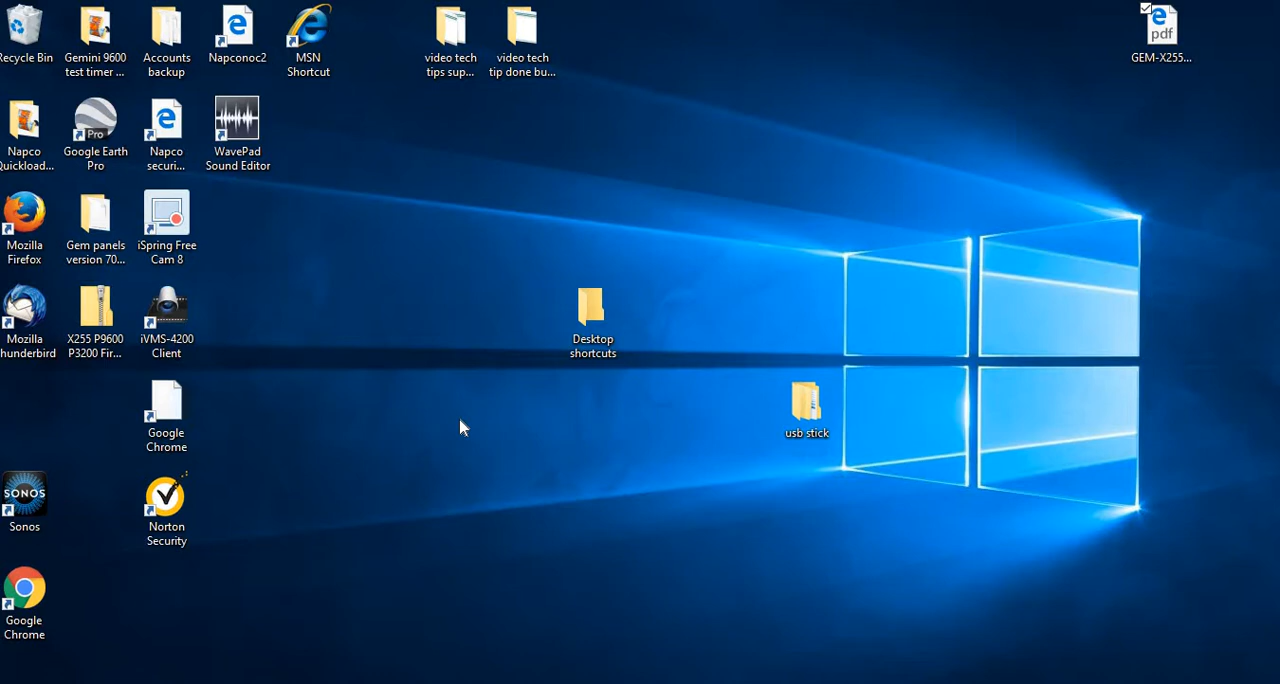 Recycle Bin
Gemini 9600
test timer ...
Accounts
backup
Napconoc2
MSN
Shortcut
video tech
tips sup...
video tech
tip done bu...
pdf
GEM-X255...
Napco
Quickload...
Pro
Google Earth
Pro
Napco
securi...
WavePad
Sound Editor
Mozilla
Firefox
Gem panels
version 70...
iSpring Free
Cam 8
Mozilla
hunderbird
X255 P9600
P3200 Fir...
iVMS-4200
Client
Desktop
shortcuts
Google
Chrome
usb stick
SONOS
Sonos
Norton
Security
Google
Chrome